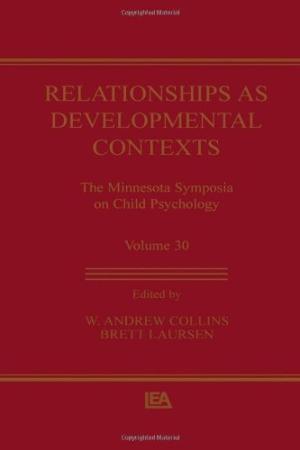 RELATIONSHIPS AS
DEVELOPMENTAL
CONTEXTS
The Minnesota Symposia
on Child Psychology
Volume 30
Edited by
W. ANDREW COLLINS
BRETT LAURSEN
LEA